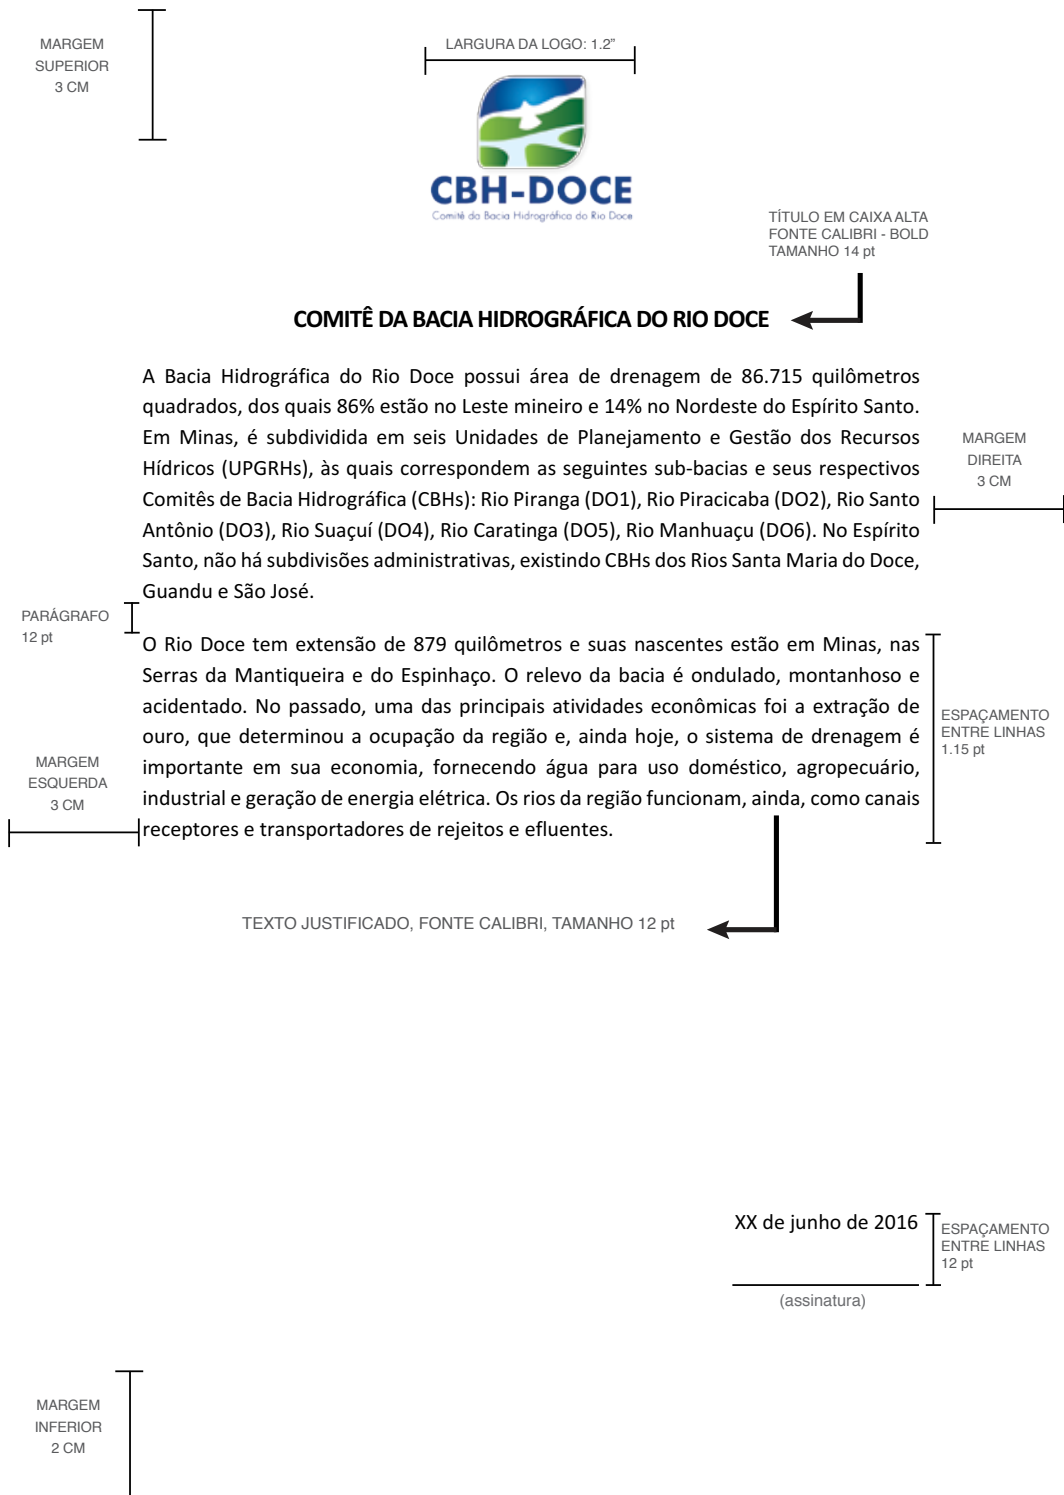 MARGEM
SUPERIOR
3 CM
LARGURA DA LOGO: 1.2”
CBH-DOCE
Comitê da Bacia Hidrográfica do Rio Doce
TÍTULO EM CAIXA ALTA
FONTE CALIBRI - BOLD
TAMANHO 14 pt
COMITÊ DA BACIA HIDROGRÁFICA DO RIO DOCE
A Bacia Hidrográfica do Rio Doce possui área de drenagem de 86.715 quilômetros
quadrados, dos quais 86% estão no Leste mineiro e 14% no Nordeste do Espírito Santo.
Em Minas, é subdividida em seis Unidades de Planejamento e Gestão dos Recursos
Hídricos (UPGRHs), às quais correspondem as seguintes sub-bacias e seus respectivos
Comitês de Bacia Hidrográfica (CBHs): Rio Piranga (DO1), Rio Piracicaba (DO2), Rio Santo
Antônio (DO3), Rio Suaçuí (DO4), Rio Caratinga (DO5), Rio Manhuaçu (DO6). No Espírito
Santo, não há subdivisões administrativas, existindo CBHs dos Rios Santa Maria do Doce,
Guandu e São José.
MARGEM
DIREITA
3 CM
PARÁGRAFO
12 pt
O Rio Doce tem extensão de 879 quilômetros e suas nascentes estão em Minas, nas
Serras da Mantiqueira e do Espinhaço. O relevo da bacia é ondulado, montanhoso e
acidentado. No passado, uma das principais atividades econômicas foi a extração de
ouro, que determinou a ocupação da região e, ainda hoje, o sistema de drenagem é
importante em sua economia, fornecendo água para uso doméstico, agropecuário,
industrial e geração de energia elétrica. Os rios da região funcionam, ainda, como canais
receptores e transportadores de rejeitos e efluentes.
ESPAÇAMENTO
ENTRE LINHAS
1.15 pt
MARGEM
ESQUERDA
3 CM
TEXTO JUSTIFICADO, FONTE CALIBRI, TAMANHO 12 pt
XX de junho de 2016
ESPAÇAMENTO
ENTRE LINHAS
12 pt
(assinatura)
MARGEM
INFERIOR
2 CM